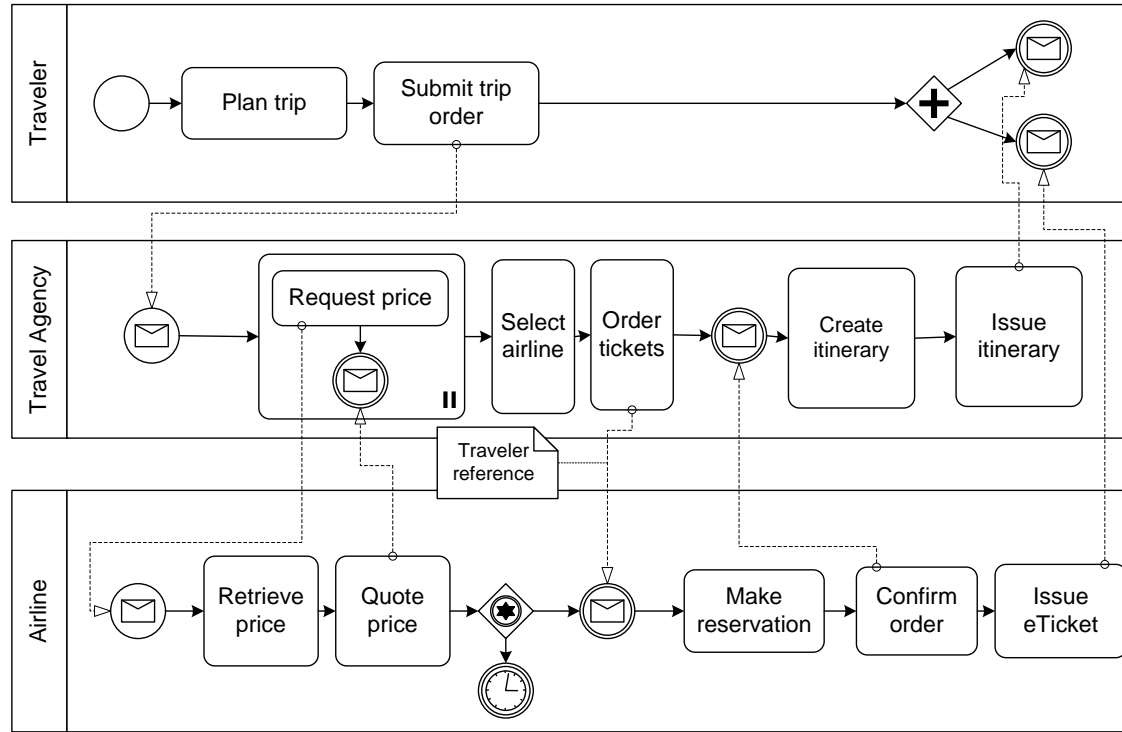 Traveler
Plan trip
Submit trip
order
Travel Agency
Request price
Select
airline
Order
tickets
Create
itinerary
Issue
itinerary
Traveler
reference
Airline
Retrieve
price
Quote
price
Make
reservation
Confirm
order
Issue
eTicket